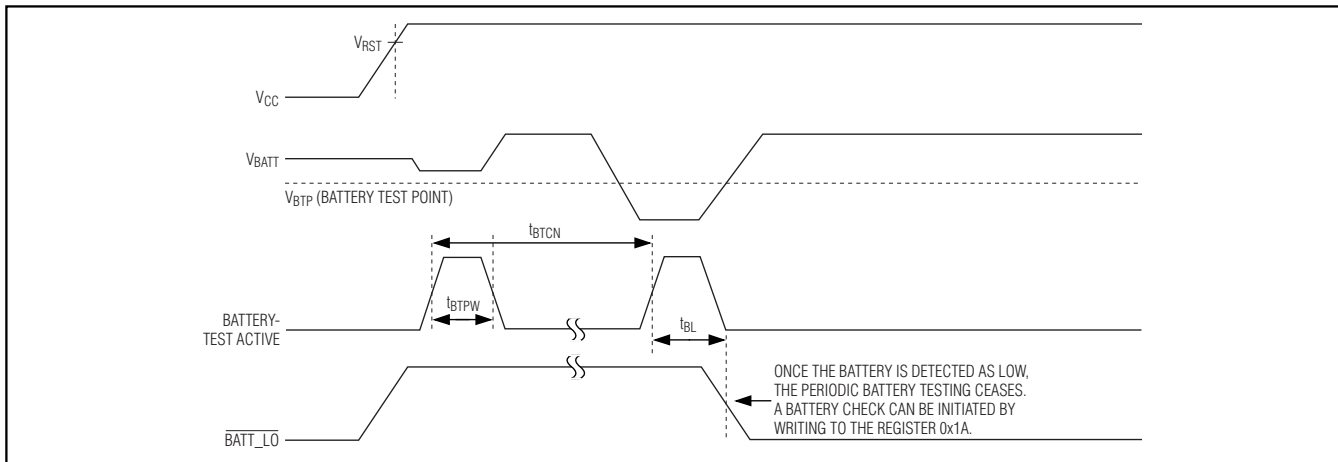 VRST
VCC
VBATT
VBTP (BATTERY TEST POINT)
tBTCN
tBTPW
BATTERY-
TEST ACTIVE
tBL
ONCE THE BATTERY IS DETECTED AS LOW,
THE PERIODIC BATTERY TESTING CEASES.
A BATTERY CHECK CAN BE INITIATED BY
WRITING TO THE REGISTER 0x1A.
BATT_LO